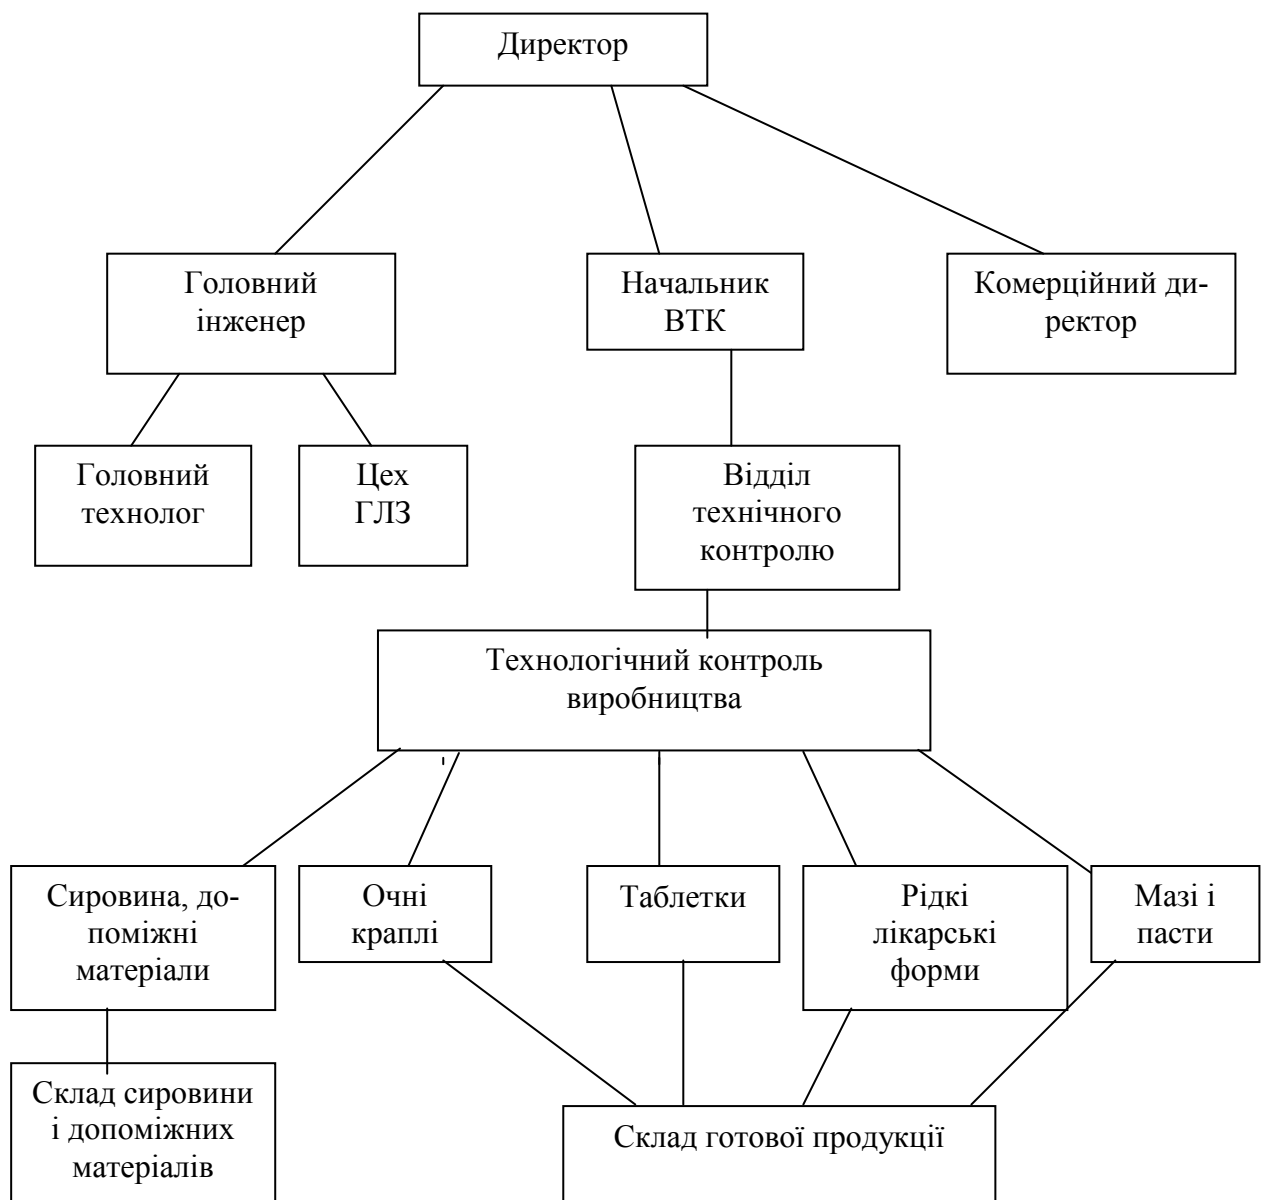 Директор
Головний
інженер
Начальник
ВТК
Комерційний ди-
ректор
Головний
технолог
Цех
ГЛЗ
Відділ
технічного
контролю
Технологічний контроль
виробництва
Сировина, до-
поміжні
матеріали
Очні
краплі
Таблетки
Рідкі
лікарські
форми
Мазі і
пасти
Склад сировини
і допоміжних
матеріалів
Склад готової продукції